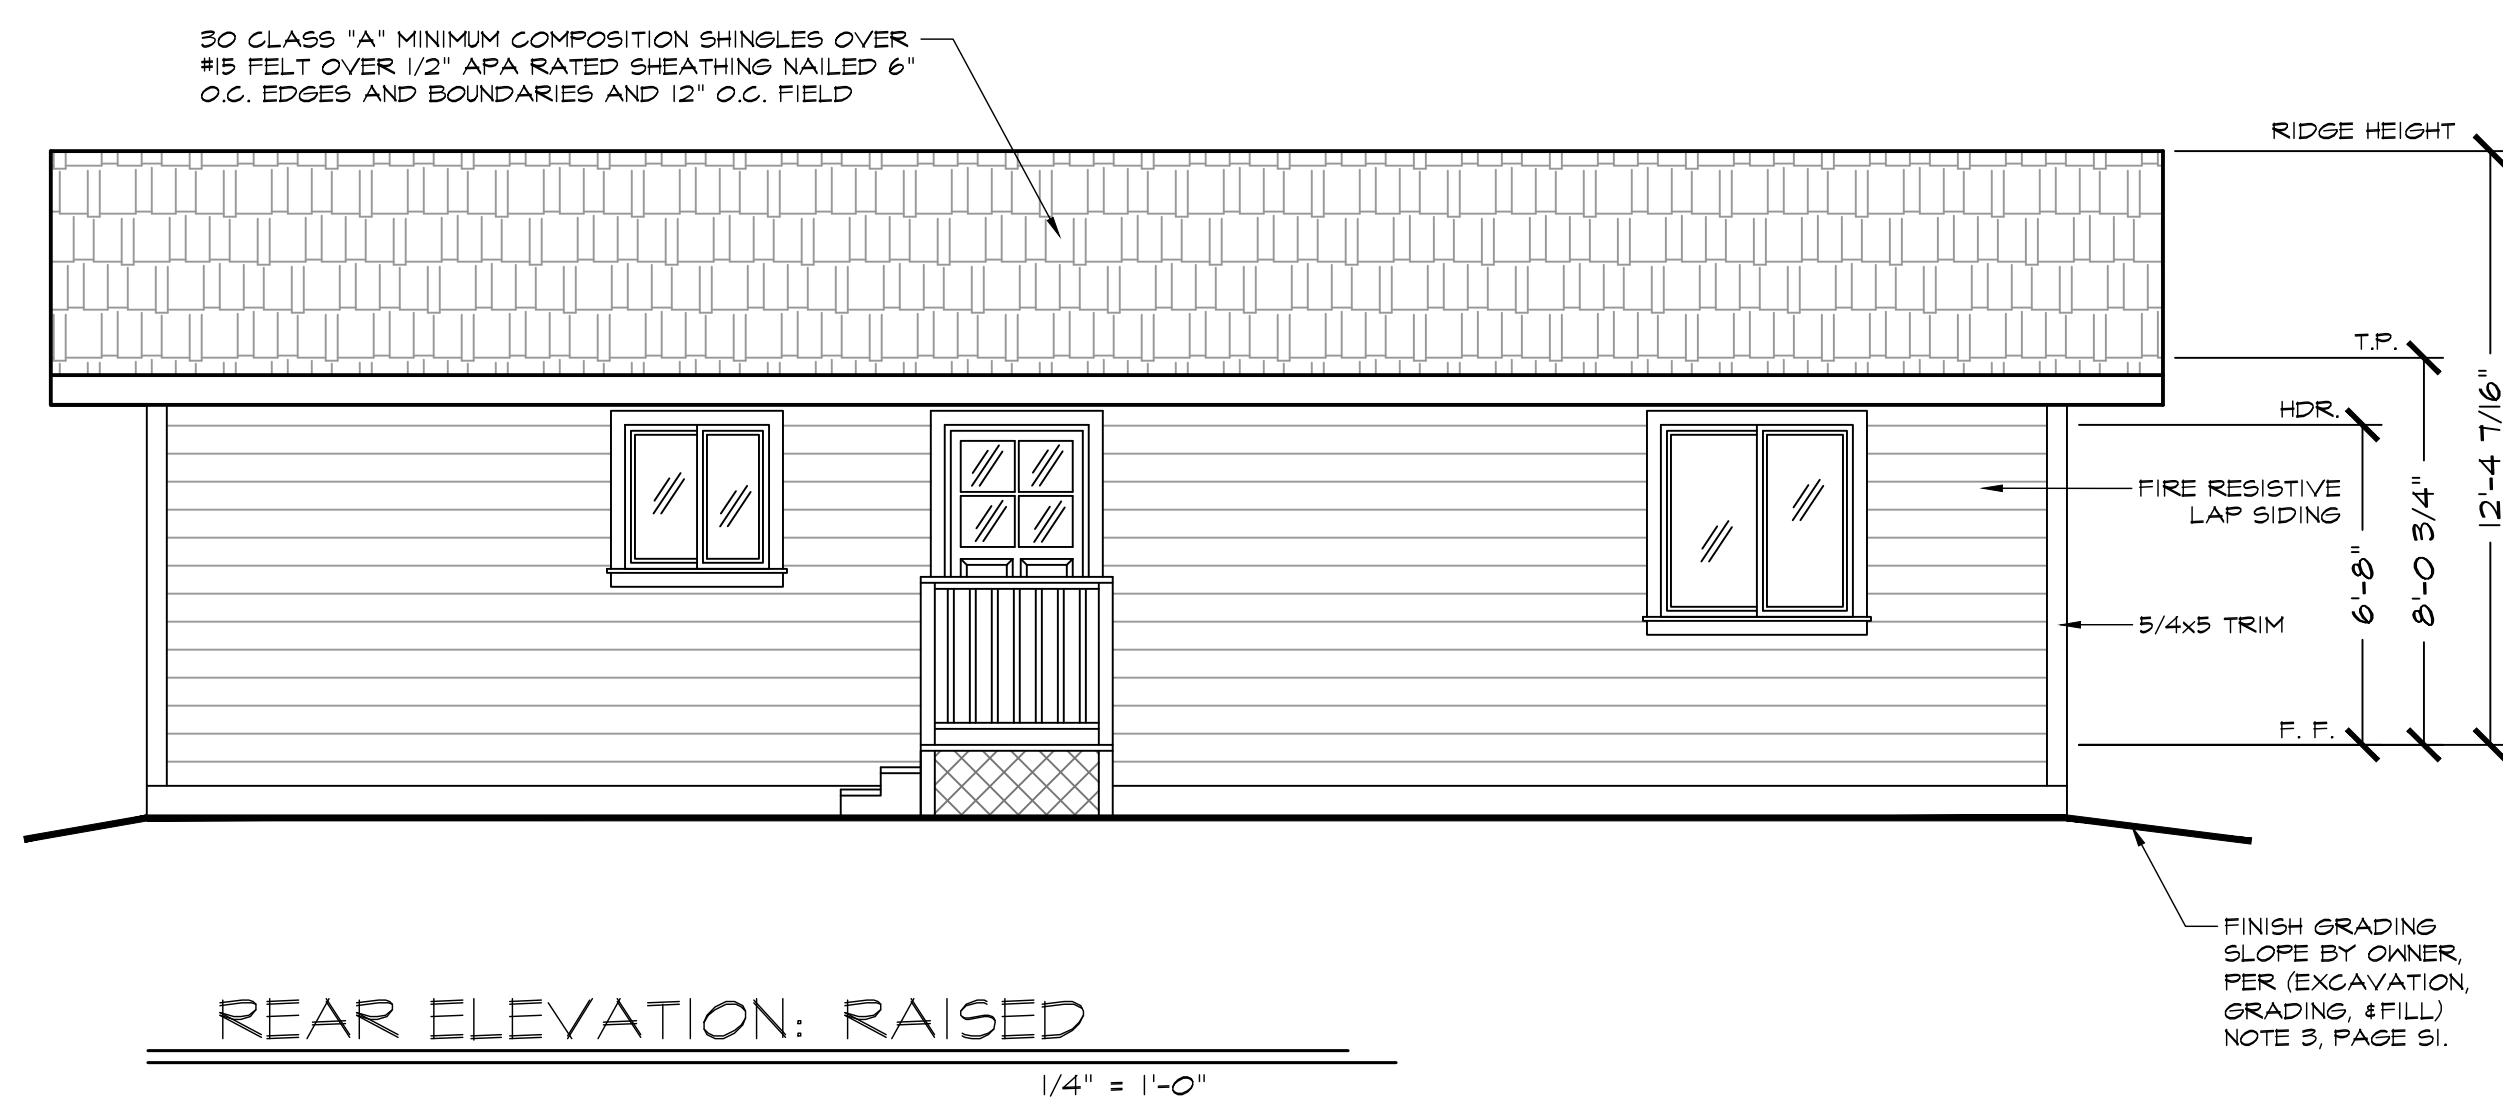 30 CLASS "A" MINIMUM COMPOSITION SHINGLES OVER
#15 FELT OVER 1/2" APA RATED SHEATHING NAILED 6"
O.C. EDGES AND BOUNDARIES AND 12" O.C. FIELD
RIDGE HEIGHT
T.P.
HDR.
FIRE RESISTIVE
LAP SIDING
5/4x5 TRIM
F. F.
6'-8"
8'-0 3/4"
12'-4 7/16"
FINISH GRADING
SLOPE BY OWNER,
PER (EXCAVATION,
GRADING, & FILL)
NOTE 3, PAGE S1.
REAR ELEVATION: RAISED
1/4" = 1'-0"